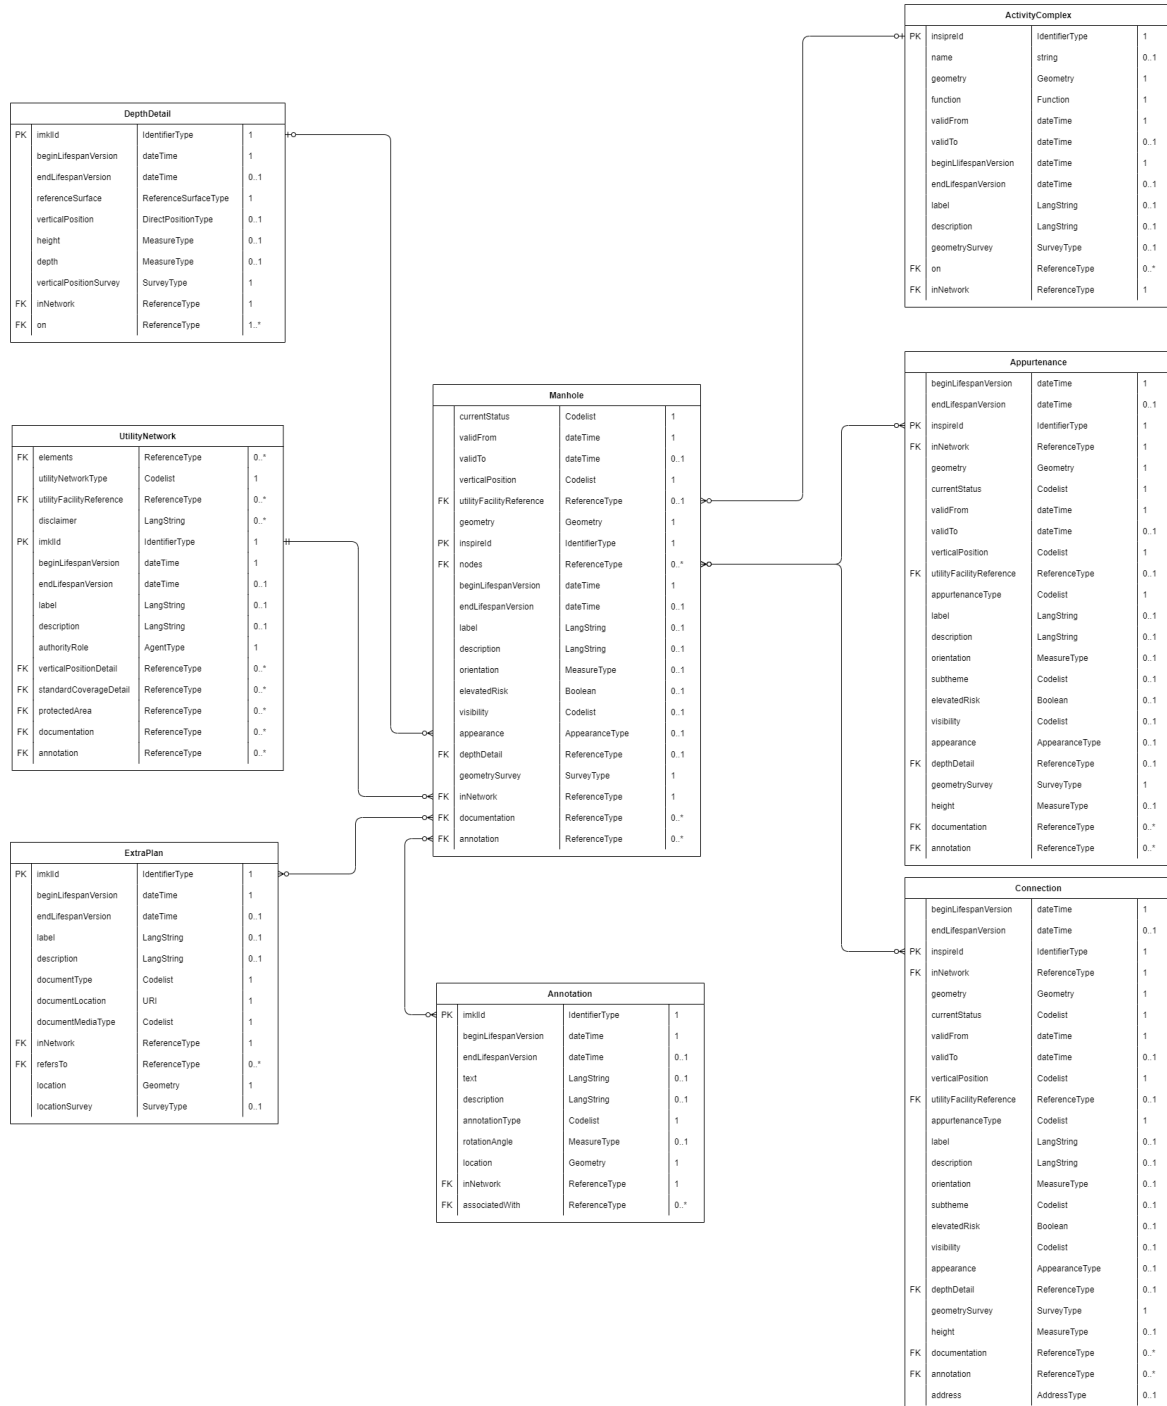 ActivityComplex
PK insipreId IdentifierType 1
name string 0..1
geometry Geometry 1
function Function 1
validFrom dateTime 1
validTo dateTime 0..1
beginLlifespanVersion dateTime 1
endLifespanVersion dateTime 0..1
label LangString 0..1
description LangString 0..1
geometrySurvey SurveyType 0..1
FK on ReferenceType 0..*
FK inNetwork ReferenceType 1
DepthDetail
PK imklId IdentifierType 1
beginLifespanVersion dateTime 1
endLifespanVersion dateTime 0..1
referenceSurface ReferenceSurfaceType 1
verticalPosition DirectPositionType 0..1
height MeasureType 0..1
depth MeasureType 0..1
verticalPositionSurvey SurveyType 1
FK inNetwork ReferenceType 1
FK on ReferenceType 1..*
UtilityNetwork
FK elements ReferenceType 0..*
utilityNetworkType Codelist 1
FK utilityFacilityReference ReferenceType 0..*
disclaimer LangString 0..*
PK imklId IdentifierType 1
beginLifespanVersion dateTime 1
endLifespanVersion dateTime 0..1
label LangString 0..1
description LangString 0..1
authorityRole AgentType 1
FK verticalPositionDetail ReferenceType 0..*
FK standardCoverageDetail ReferenceType 0..*
FK protectedArea ReferenceType 0..*
FK documentation ReferenceType 0..*
FK annotation ReferenceType 0..*
Manhole
currentStatus Codelist 1
validFrom dateTime 1
validTo dateTime 0..1
verticalPosition Codelist 1
FK utilityFacilityReference ReferenceType 0..1
geometry Geometry 1
PK inspireId IdentifierType 1
FK nodes ReferenceType 0..*
beginLifespanVersion dateTime 1
endLifespanVersion dateTime 0..1
label LangString 0..1
description LangString 0..1
orientation MeasureType 0..1
elevatedRisk Boolean 0..1
visibility Codelist 0..1
appearance AppearanceType 0..1
FK depthDetail ReferenceType 0..1
geometrySurvey SurveyType 1
FK inNetwork ReferenceType 1
FK documentation ReferenceType 0..*
FK annotation ReferenceType 0..*
Appurtenance
beginLifespanVersion dateTime 1
endLifespanVersion dateTime 0..1
PK inspireId IdentifierType 1
FK inNetwork ReferenceType 1
geometry Geometry 1
currentStatus Codelist 1
validFrom dateTime 1
validTo dateTime 0..1
verticalPosition Codelist 1
FK utilityFacilityReference ReferenceType 0..1
appurtenanceType Codelist 1
label LangString 0..1
description LangString 0..1
orientation MeasureType 0..1
subtheme Codelist 0..1
elevatedRisk Boolean 0..1
visibility Codelist 0..1
appearance AppearanceType 0..1
FK depthDetail ReferenceType 0..1
geometrySurvey SurveyType 1
height MeasureType 0..1
FK documentation ReferenceType 0..*
FK annotation ReferenceType 0..*
ExtraPlan
PK imklId IdentifierType 1
beginLifespanVersion dateTime 1
endLifespanVersion dateTime 0..1
label LangString 0..1
description LangString 0..1
documentType Codelist 1
documentLocation URI 1
documentMediaType Codelist 1
FK inNetwork ReferenceType 1
FK refersTo ReferenceType 0..*
location Geometry 1
locationSurvey SurveyType 0..1
Annotation
PK imklId IdentifierType 1
beginLifespanVersion dateTime 1
endLifespanVersion dateTime 0..1
text LangString 0..1
description LangString 0..1
annotationType Codelist 1
rotationAngle MeasureType 0..1
location Geometry 1
FK inNetwork ReferenceType 1
FK associatedWith ReferenceType 0..*
Connection
beginLifespanVersion dateTime 1
endLifespanVersion dateTime 0..1
PK inspireId IdentifierType 1
FK inNetwork ReferenceType 1
geometry Geometry 1
currentStatus Codelist 1
validFrom dateTime 1
validTo dateTime 0..1
verticalPosition Codelist 1
FK utilityFacilityReference ReferenceType 0..1
appurtenanceType Codelist 1
label LangString 0..1
description LangString 0..1
orientation MeasureType 0..1
subtheme Codelist 0..1
elevatedRisk Boolean 0..1
visibility Codelist 0..1
appearance AppearanceType 0..1
FK depthDetail ReferenceType 0..1
geometrySurvey SurveyType 1
height MeasureType 0..1
FK documentation ReferenceType 0..*
FK annotation ReferenceType 0..*
address AddressType 0..1